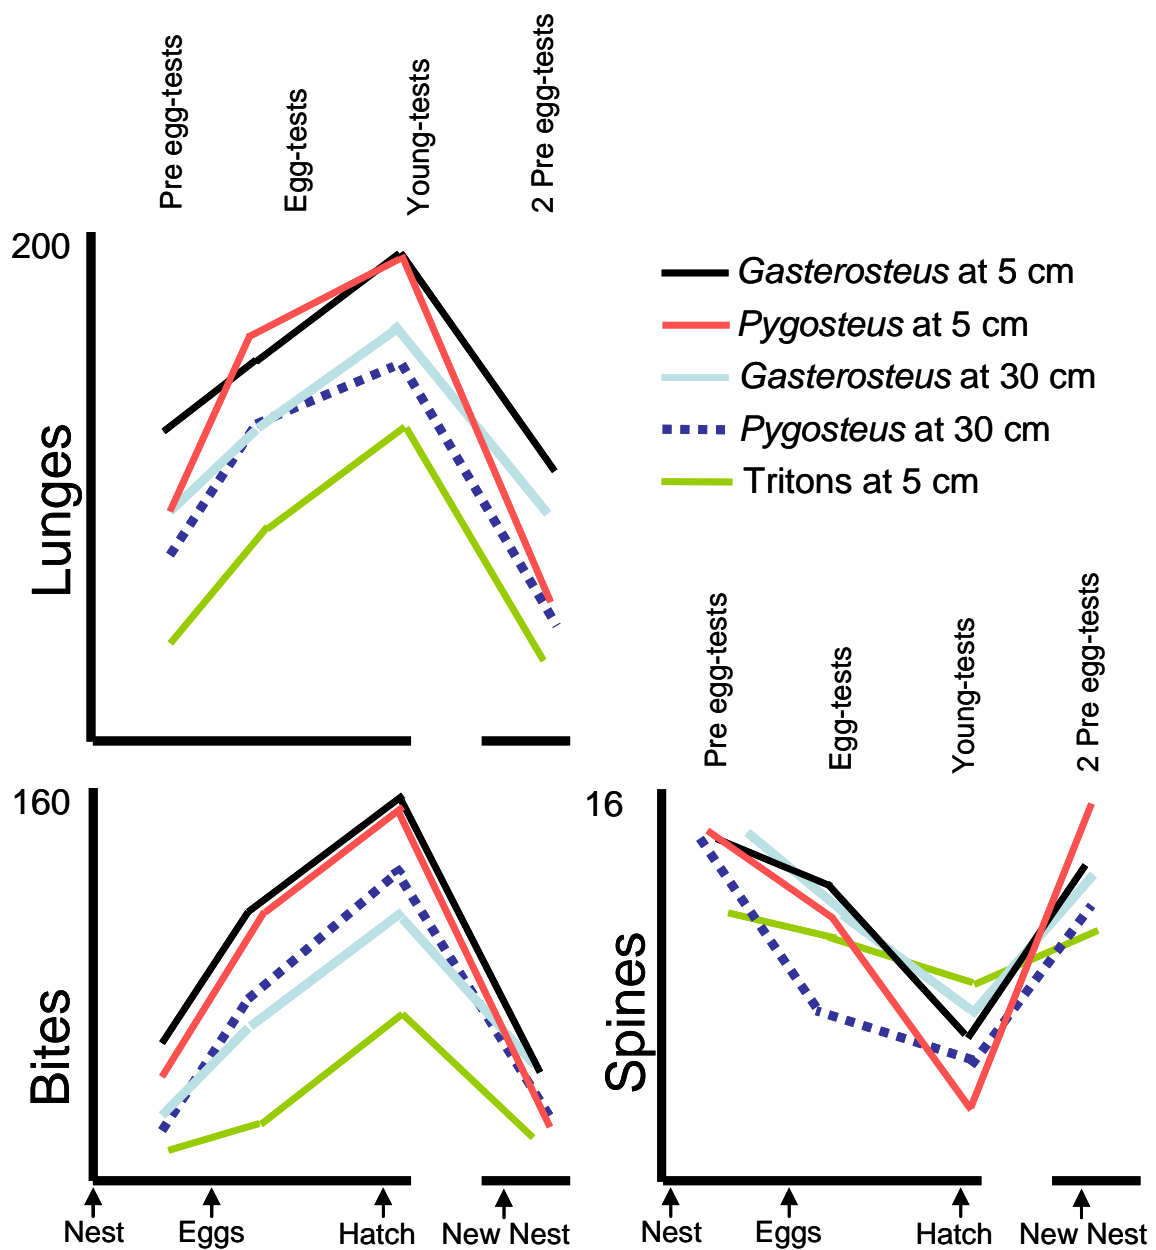 Pre egg-tests
Egg-tests
Young-tests
2 Pre egg-tests
200
Lunges
Gasterosteus at 5 cm
Pygosteus at 5 cm
Gasterosteus at 30 cm
Pygosteus at 30 cm
Tritons at 5 cm
Pre egg-tests
Egg-tests
Young-tests
2 Pre egg-tests
160
Bites
Nest
Eggs
Hatch
New Nest
16
Spines
Nest
Eggs
Hatch
New Nest